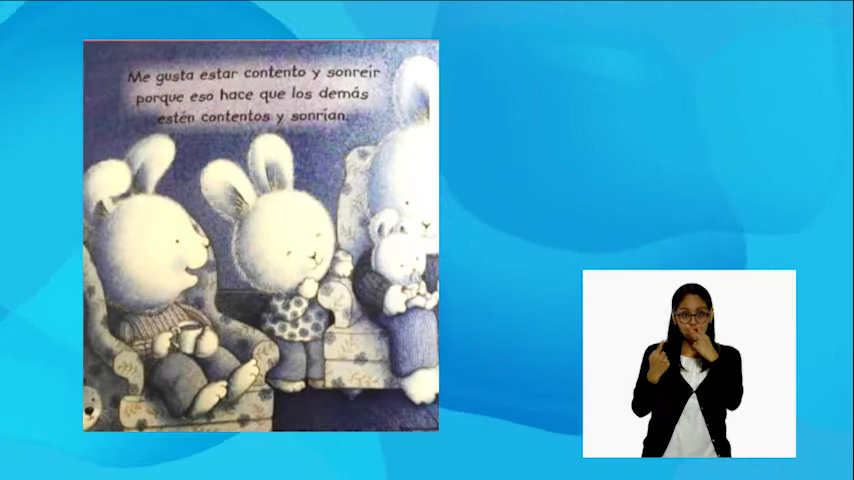 Me gusta estar contento y sonreír
porque eso hace que los demás
estén contentos y sonrían.